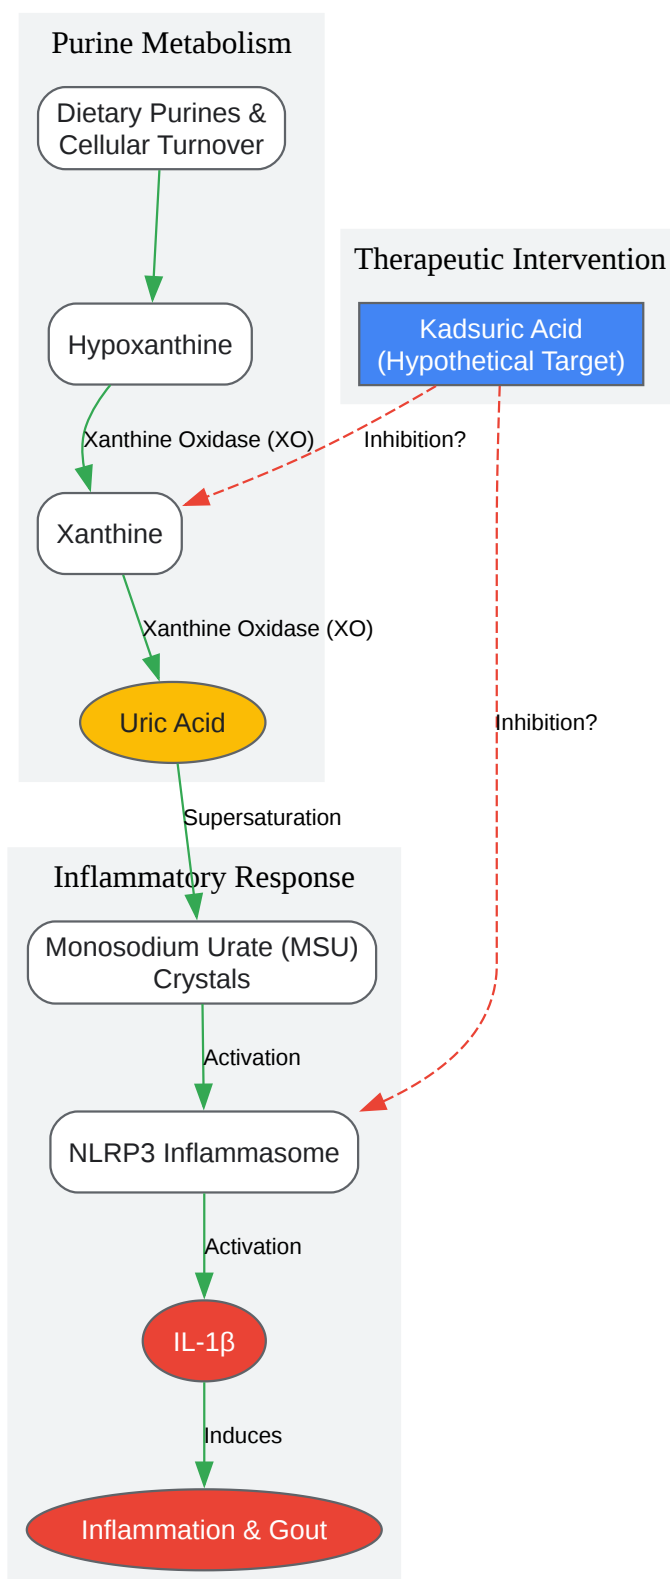 Purine Metabolism
Dietary Purines &
Cellular Turnover
Hypoxanthine
Therapeutic Intervention
Kadsuric Acid
(Hypothetical Target)
Xanthine Oxidase (XO)
Inhibition?
Xanthine
Xanthine Oxidase (XO)
Uric Acid
Inhibition?
Supersaturation
Inflammatory Response
Monosodium Urate (MSU)
Crystals
Activation
NLRP3 Inflammasome
Activation
IL-1β
Induces
Inflammation & Gout